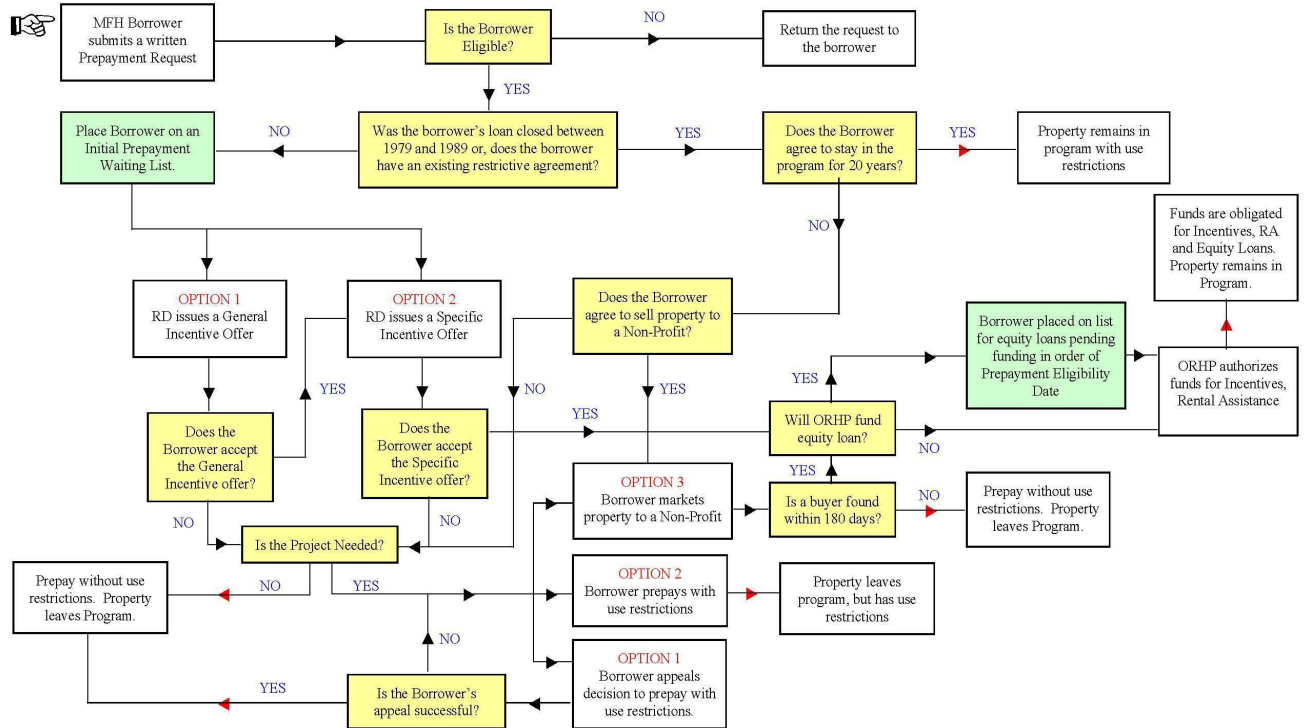 MFH Borrower
submits a written
Prepayment Request
Is the Borrower
Eligible?
NO
Return the request to
the borrower
YES
Place Borrower on an
Initial Prepayment
Waiting List.
NO
Was the borrower's loan closed between
1979 and 1989 or, does the borrower
have an existing restrictive agreement?
YES
Does the Borrower
agree to stay in the
program for 20 years?
YES
Property remains in
program with use
restrictions
NO
Funds are obligated
for Incentives, RA
and Equity Loans.
Property remains in
Program.
OPTION 1
RD issues a General
Incentive Offer
OPTION 2
RD issues a Specific
Incentive Offer
Does the Borrower
agree to sell property to
a Non-Profit?
Borrower placed on list
for equity loans pending
funding in order of
Prepayment Eligibility
Date
ORHP authorizes
funds for Incentives,
Rental Assistance
YES
NO
YES
YES
Does the
Borrower accept
the General
Incentive offer?
Does the
Borrower accept
the Specific
Incentive offer?
YES
Will ORHP fund
equity loan?
NO
YES
OPTION 3
Borrower markets
property to a Non-Profit
Is a buyer found
within 180 days?
NO
Prepay without use
restrictions. Property
leaves Program.
NO
NO
Is the Project Needed?
Prepay without use
restrictions. Property
leaves Program.
NO
YES
OPTION 2
Borrower prepays with
use restrictions
Property leaves
program, but has use
restrictions
NO
OPTION 1
Borrower appeals
decision to prepay with
use restrictions.
YES
Is the Borrower's
appeal successful?